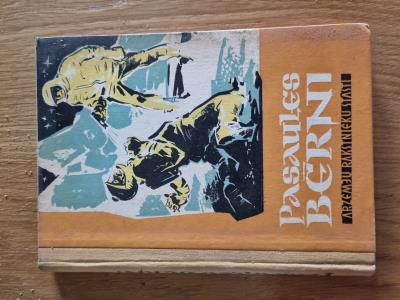 PASAULES
BĒRNI
ĀRZEMJU RAKSTNIEKU STĀSTI